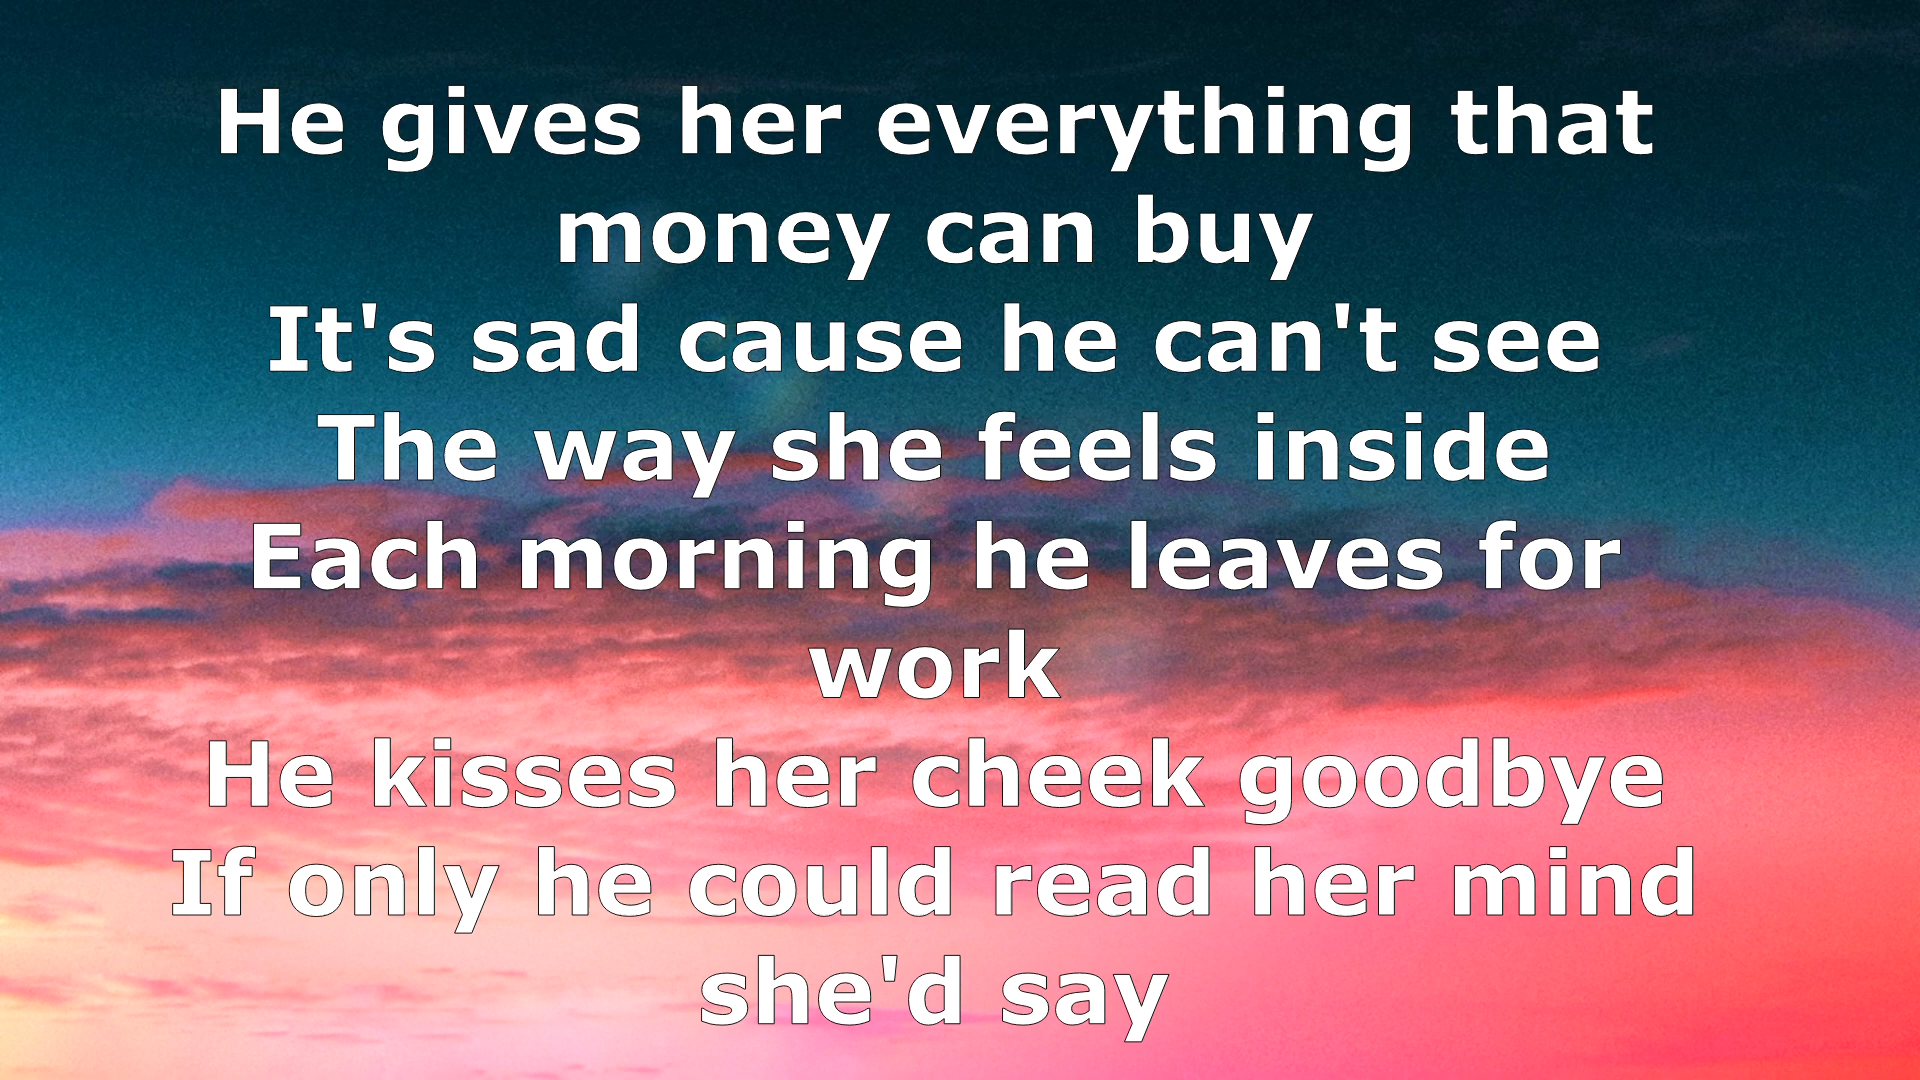 He gives her everything that
money can buy
It's sad cause he can't see
The way she feels inside
Each morning he leaves for
work
He kisses her cheek goodbye
If only he could read her mind
she'd say